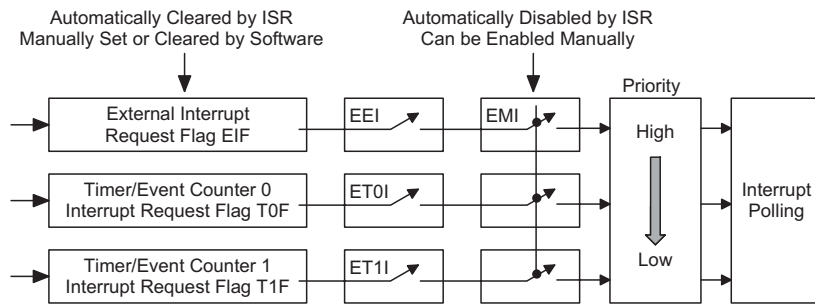 Automatically Cleared by ISR
Manually Set or Cleared by Software
Automatically Disabled by ISR
Can be Enabled Manually
Priority
External Interrupt
Request Flag EIF
EEI
EMI
High
Timer/Event Counter 0
Interrupt Request Flag T0F
ET0I
Interrupt
Polling
Timer/Event Counter 1
Interrupt Request Flag T1F
ET1I
Low